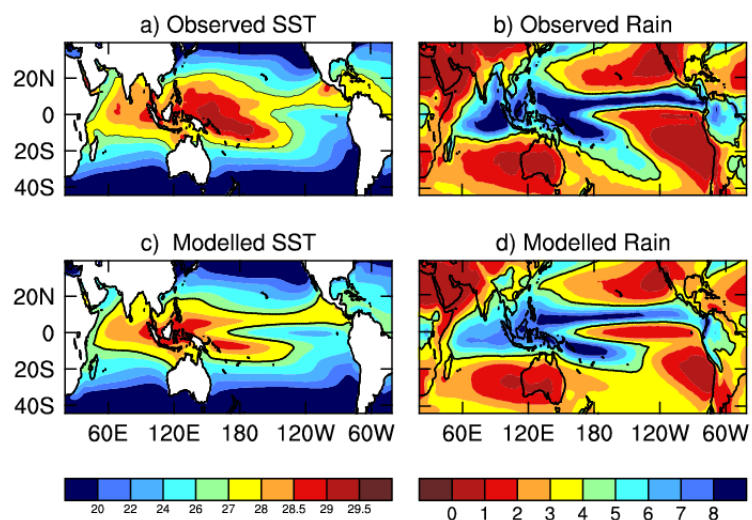 a) Observed SST
b) Observed Rain
20N
0
20S
40S
c) Modelled SST
d) Modelled Rain
20N
0
20S
40S
60E 120E 180 120W 60W
60E 120E 180 120W 60W
20 22 24 26 27 28 28.5 29 29.5
0 1 2 3 4 5 6 7 8